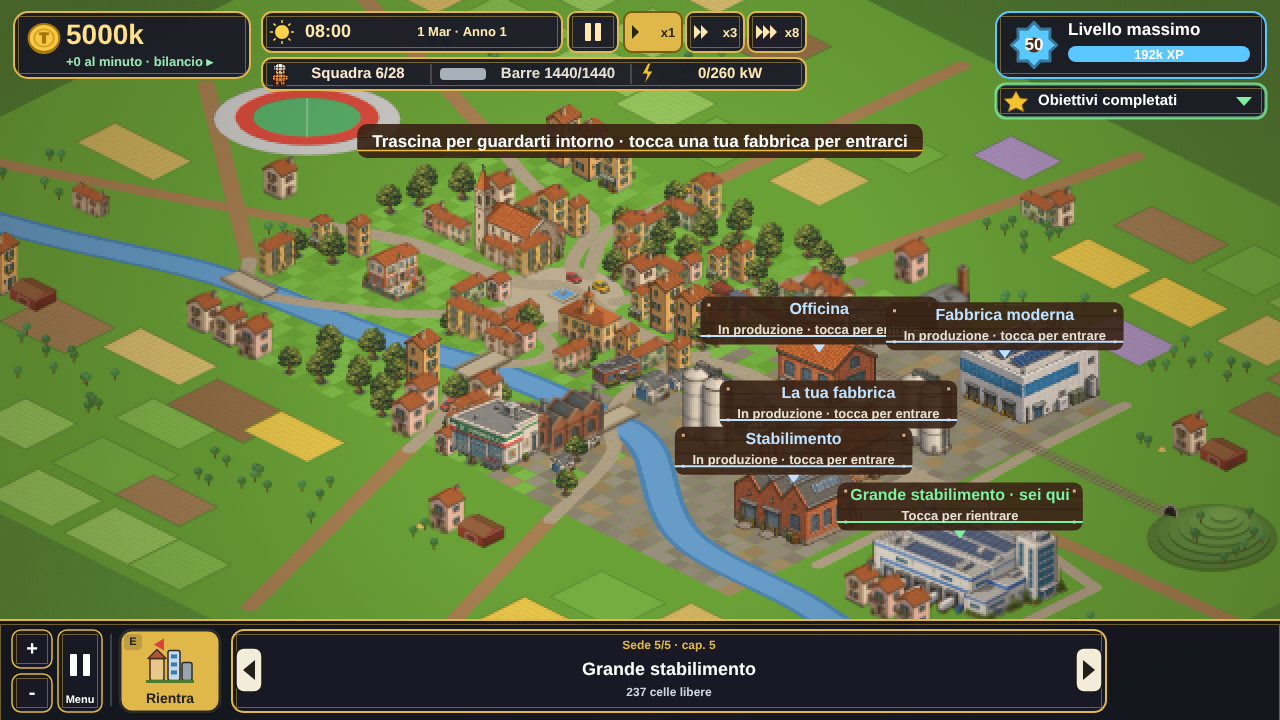 5000k
+0 al minuto · bilancio ▸
08:00
1 Mar · Anno 1
x1
x3
x8
Squadra 6/28
Barre 1440/1440
0/260 kW
50
Livello massimo
192k XP
Obiettivi completati
Trascina per guardarti intorno · tocca una tua fabbrica per entrarci
Officina
In produzione · tocca per
Fabbrica moderna
In produzione · tocca per entrare
La tua fabbrica
In produzione · tocca per entrare
Stabilimento
In produzione · tocca per entrare
Grande stabilimento · sei qui
Tocca per rientrare
+
-
Menu
E
Rientra
Sede 5/5 · cap. 5
Grande stabilimento
237 celle libere